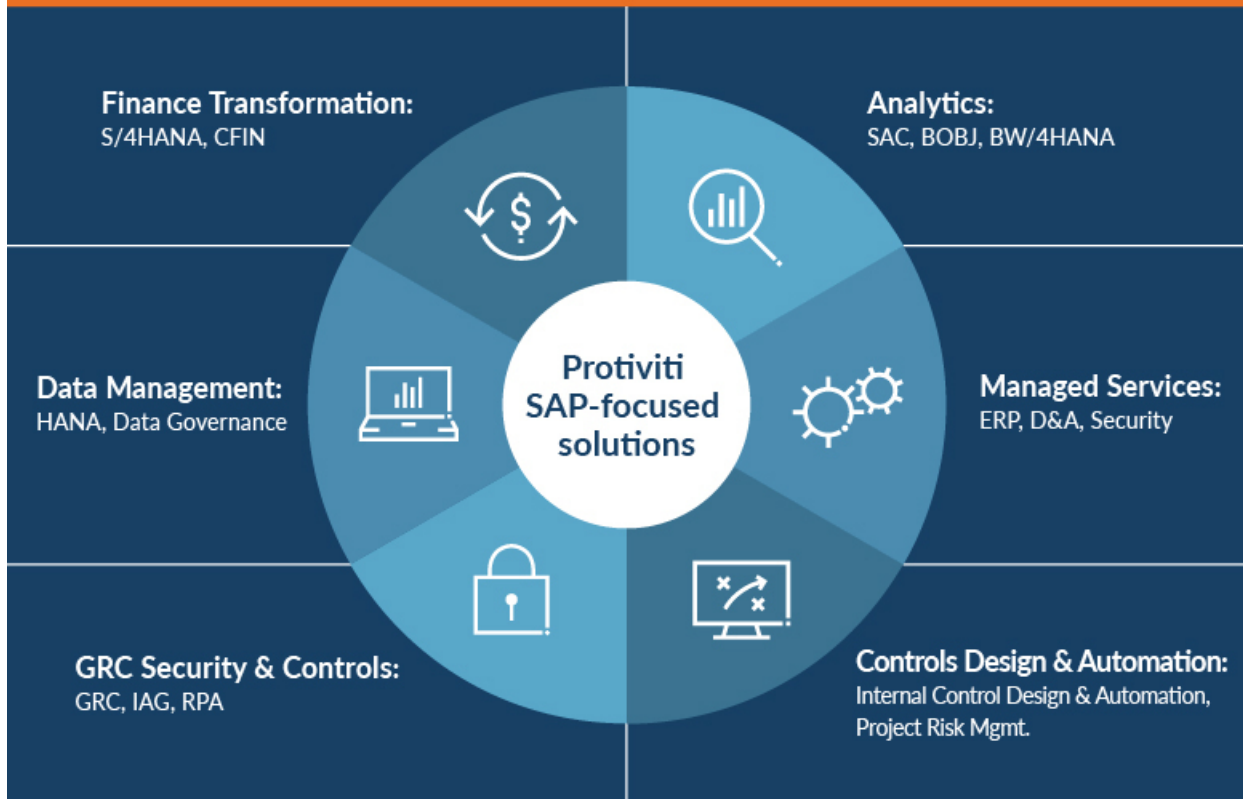 Finance Transformation:
S/4HANA, CFIN
Analytics:
SAC, BOBJ, BW/4HANA
Data Management:
HANA, Data Governance
Protiviti
SAP-focused
solutions
Managed Services:
ERP, D&A, Security
GRC Security & Controls:
GRC, IAG, RPA
Controls Design & Automation:
Internal Control Design & Automation,
Project Risk Mgmt.
$